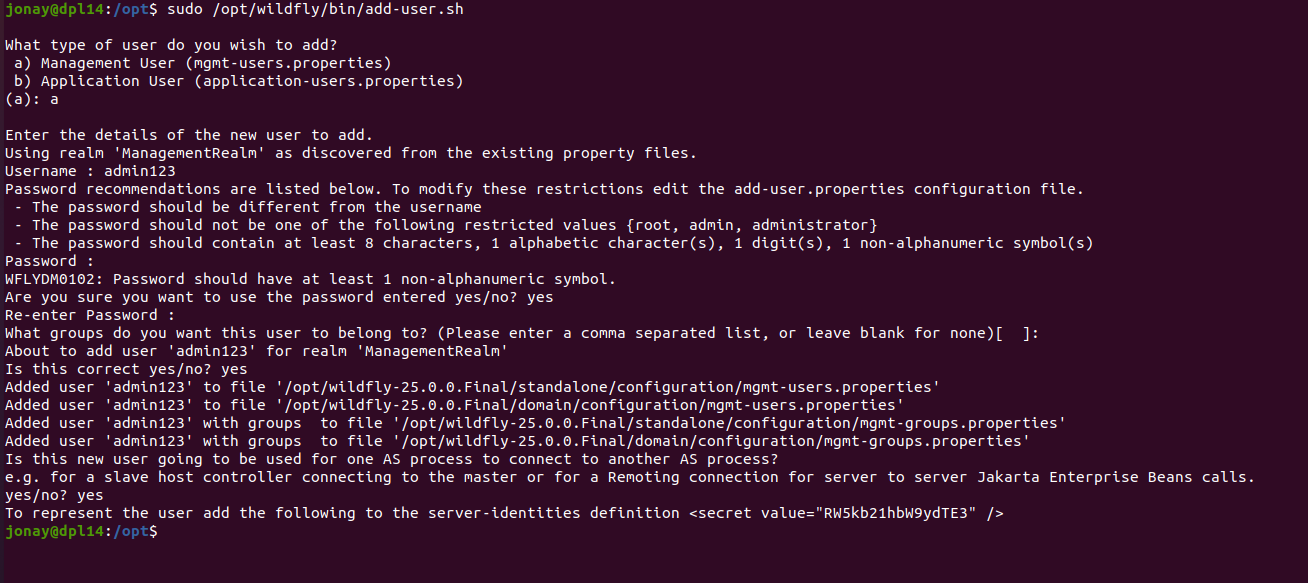 jonay@dpl14:/opt$ sudo /opt/wildfly/bin/add-user.sh
What type of user do you wish to add?
a) Management User (mgmt-users.properties)
b) Application User (application-users.properties)
(a): a
Enter the details of the new user to add.
Using realm 'ManagementRealm' as discovered from the existing property files.
Username : admin123
Password recommendations are listed below. To modify these restrictions edit the add-user.properties configuration file.
- The password should be different from the username
- The password should not be one of the following restricted values {root, admin, administrator}
- The password should contain at least 8 characters, 1 alphabetic character(s), 1 digit(s), 1 non-alphanumeric symbol(s)
Password :
WFLYDM0102: Password should have at least 1 non-alphanumeric symbol.
Are you sure you want to use the password entered yes/no? yes
Re-enter Password :
What groups do you want this user to belong to? (Please enter a comma separated list, or leave blank for none)[  ]:
About to add user 'admin123' for realm 'ManagementRealm'
Is this correct yes/no? yes
Added user 'admin123' to file '/opt/wildfly-25.0.0.Final/standalone/configuration/mgmt-users.properties'
Added user 'admin123' to file '/opt/wildfly-25.0.0.Final/domain/configuration/mgmt-users.properties'
Added user 'admin123' with groups  to file '/opt/wildfly-25.0.0.Final/standalone/configuration/mgmt-groups.properties'
Added user 'admin123' with groups  to file '/opt/wildfly-25.0.0.Final/domain/configuration/mgmt-groups.properties'
Is this new user going to be used for one AS process to connect to another AS process?
e.g. for a slave host controller connecting to the master or for a Remoting connection for server to server Jakarta Enterprise Beans calls.
yes/no? yes
To represent the user add the following to the server-identities definition <secret value="RW5kb21hbW9ydTE3" />
jonay@dpl14:/opt$